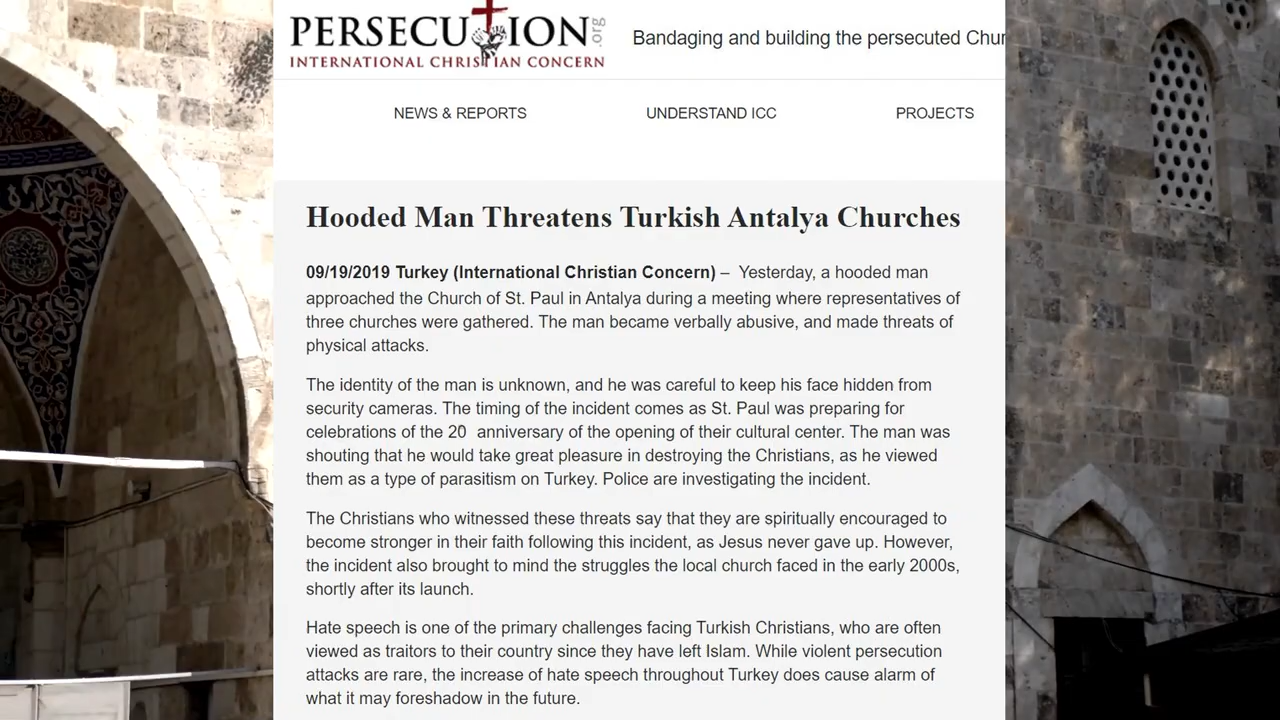 PERSECUTION.org
Bandaging and building the persecuted
INTERNATIONAL CHRISTIAN CONCERN
NEWS & REPORTS
UNDERSTAND ICC
PROJECTS
Hooded Man Threatens Turkish Antalya Churches
09/19/2019 Turkey (International Christian Concern) – Yesterday, a hooded man
approached the Church of St. Paul in Antalya during a meeting where representatives of
three churches were gathered. The man became verbally abusive, and made threats of
physical attacks.
The identity of the man is unknown, and he was careful to keep his face hidden from
security cameras. The timing of the incident comes as St. Paul was preparing for
celebrations of the 20 anniversary of the opening of their cultural center. The man was
shouting that he would take great pleasure in destroying the Christians, as he viewed
them as a type of parasitism on Turkey. Police are investigating the incident.
The Christians who witnessed these threats say that they are spiritually encouraged to
become stronger in their faith following this incident, as Jesus never gave up. However,
the incident also brought to mind the struggles the local church faced in the early 2000s,
shortly after its launch.
Hate speech is one of the primary challenges facing Turkish Christians, who are often
viewed as traitors to their country since they have left Islam. While violent persecution
attacks are rare, the increase of hate speech throughout Turkey does cause alarm of
what it may foreshadow in the future.